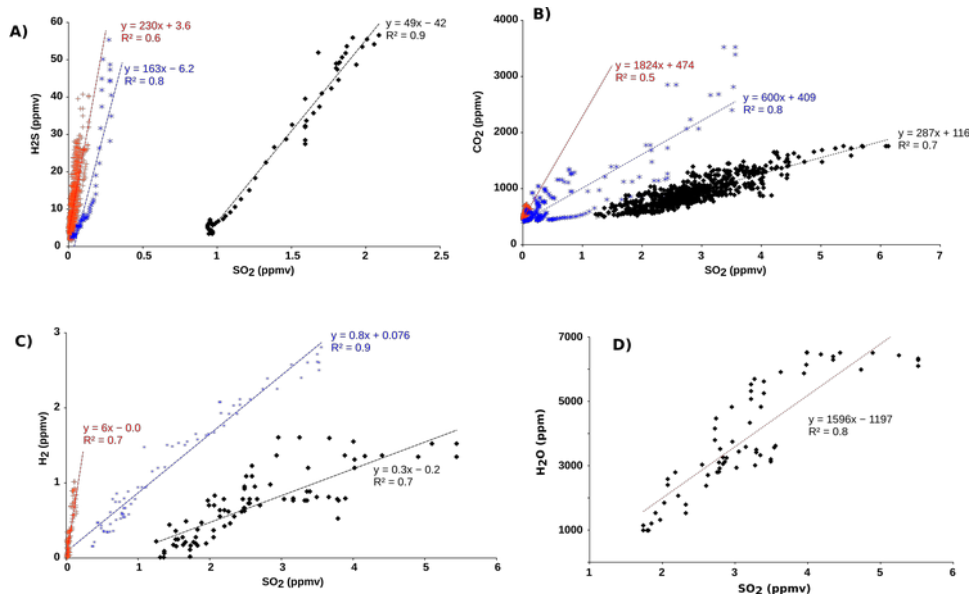 A)
60
50
40
30
20
10
0
H2S (ppmv)
y = 230x + 3.6
R² = 0.6
y = 163x − 6.2
R² = 0.8
y = 49x − 42
R² = 0.9
0 0.5 1 1.5 2 2.5
SO2 (ppmv)
B)
4000
3000
2000
1000
0
CO2 (ppmv)
y = 1824x + 474
R² = 0.5
y = 600x + 409
R² = 0.8
y = 287x + 116
R² = 0.7
0 1 2 3 4 5 6 7
SO2 (ppmv)
C)
3
2
1
0
H2 (ppmv)
y = 0.8x + 0.076
R² = 0.9
y = 6x − 0.0
R² = 0.7
y = 0.3x − 0.2
R² = 0.7
0 1 2 3 4 5 6
SO2 (ppmv)
D)
7000
5000
3000
1000
H2O (ppm)
y = 1596x − 1197
R² = 0.8
1 2 3 4 5 6
SO2 (ppmv)